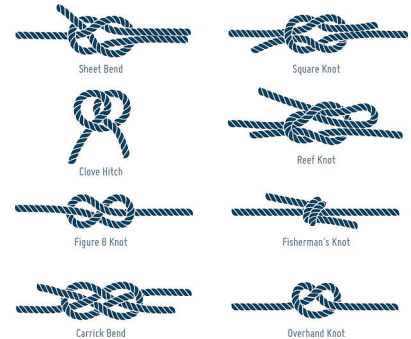 Sheet Bend
Square Knot
Clove Hitch
Reef Knot
Figure 8 Knot
Fisherman's Knot
Carrick Bend
Overhand Knot